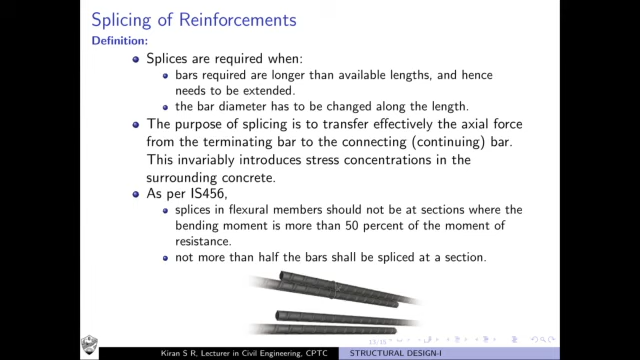 Splicing of Reinforcements
Definition:
Splices are required when:
bars required are longer than available lengths, and hence
needs to be extended.
the bar diameter has to be changed along the length.
The purpose of splicing is to transfer effectively the axial force
from the terminating bar to the connecting (continuing) bar.
This invariably introduces stress concentrations in the
surrounding concrete.
As per IS456,
splices in flexural members should not be at sections where the
bending moment is more than 50 percent of the moment of
resistance.
not more than half the bars shall be spliced at a section.
Kiran S R, Lecturer in Civil Engineering, CPTC STRUCTURAL DESIGN-I